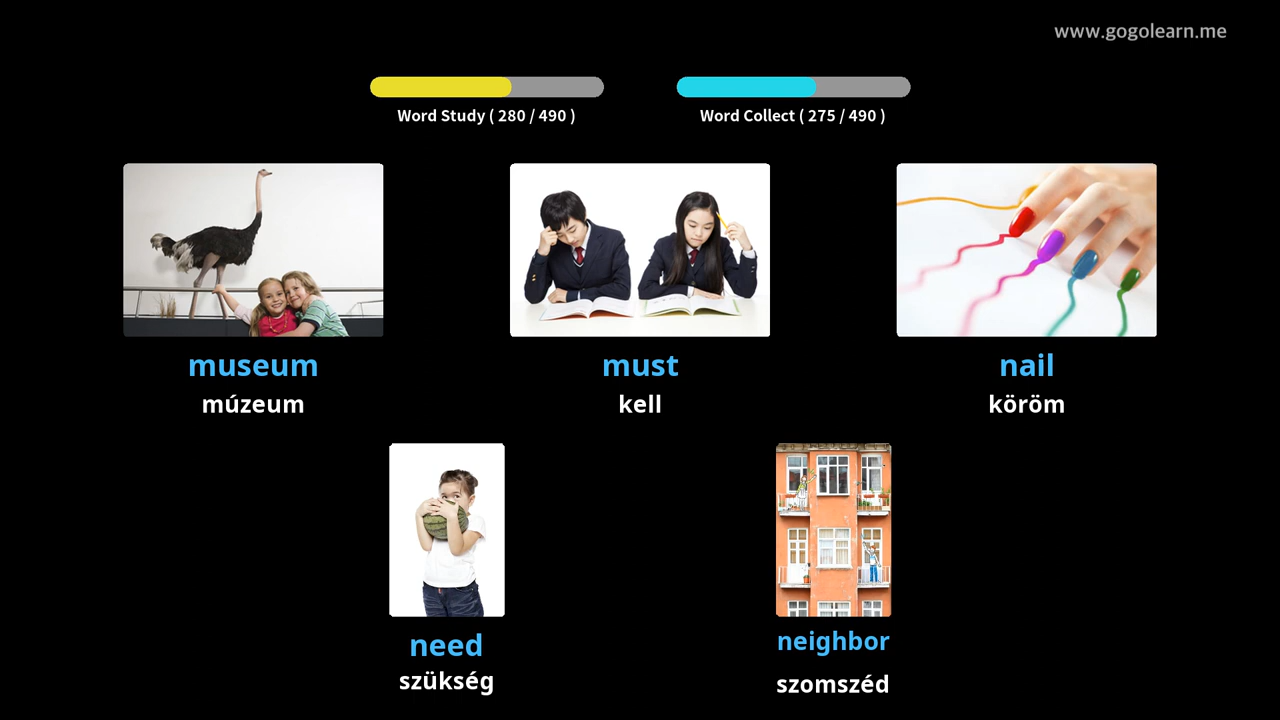 www.gogolearn.me
Word Study ( 280 / 490 )
Word Collect ( 275 / 490 )
museum
múzeum
must
kell
nail
köröm
need
szükség
neighbor
szomszéd